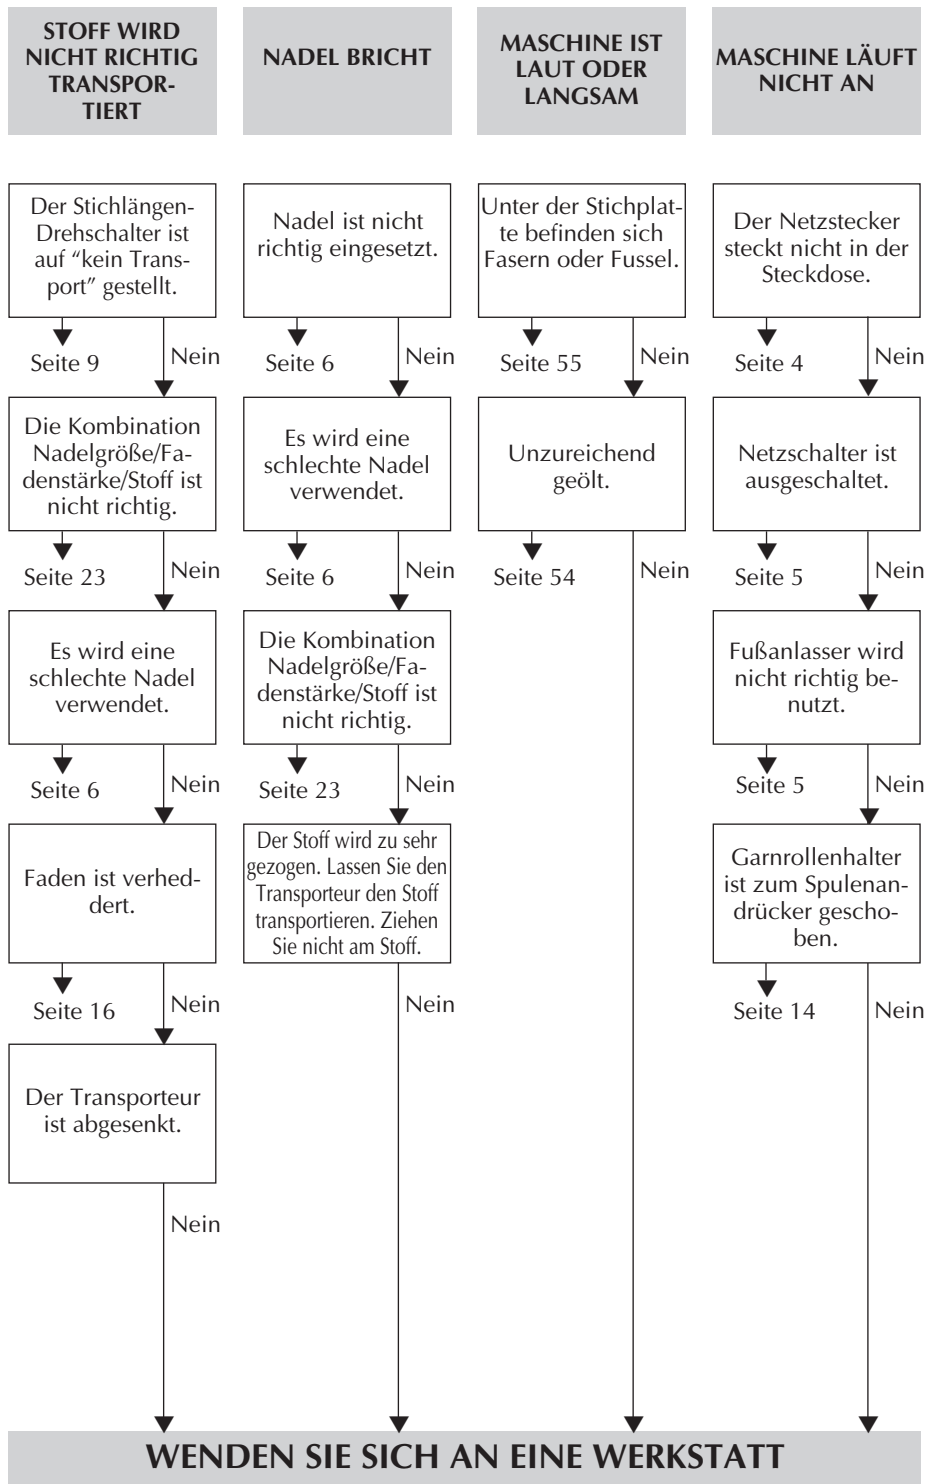 STOFF WIRD
NICHT RICHTIG
TRANSPOR-
TIERT
Der Stichlängen-
Drehschalter ist
auf “kein Trans-
port” gestellt.
Seite 9
Nein
Die Kombination
Nadelgröße/Fa-
denstärke/Stoff ist
nicht richtig.
Seite 23
Nein
Es wird eine
schlechte Nadel
verwendet.
Seite 6
Nein
Faden ist verhed-
dert.
Seite 16
Nein
Der Transporteur
ist abgesenkt.
Nein
NADEL BRICHT
Nadel ist nicht
richtig eingesetzt.
Seite 6
Nein
Es wird eine
schlechte Nadel
verwendet.
Seite 6
Nein
Die Kombination
Nadelgröße/Fa-
denstärke/Stoff ist
nicht richtig.
Seite 23
Nein
Der Stoff wird zu sehr
gezogen. Lassen Sie den
Transporteur den Stoff
transportieren. Ziehen
Sie nicht am Stoff.
Nein
MASCHINE IST
LAUT ODER
LANGSAM
Unter der Stichplat-
te befinden sich
Fasern oder Fussel.
Seite 55
Nein
Unzureichend
geölt.
Seite 54
Nein
MASCHINE LÄUFT
NICHT AN
Der Netzstecker
steckt nicht in der
Steckdose.
Seite 4
Nein
Netzschalter ist
ausgeschaltet.
Seite 5
Nein
Fußanlasser wird
nicht richtig be-
nutzt.
Seite 5
Nein
Garnrollenhalter
ist zum Spulenan-
drücker gescho-
ben.
Seite 14
Nein
WENDEN SIE SICH AN EINE WERKSTATT